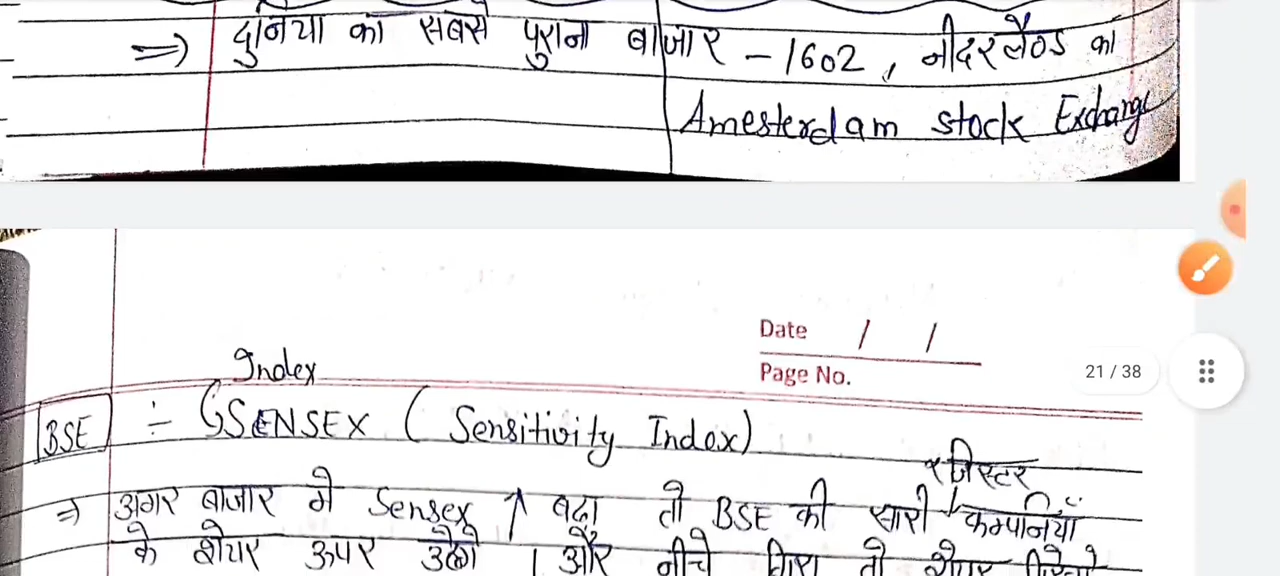 => दुनिया का सबसे पुराना बाजार - 1602, नीदरलैण्ड का
Amesterdam stock Exchange
Date / /
Page No.
21 / 38
Index
BSE :- SENSEX ( Sensitivity Index)
रजिस्टर
=> अगर बाजार में Sensex ↑ बढ़ा तो BSE की सारी कम्पनियाँ
के शेयर ऊपर उठेंगे । और नीचे गिरा तो शेयर गिरेंगे